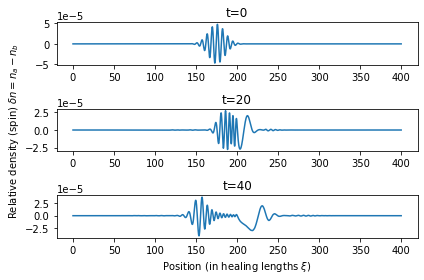 1e−5
t=0
5
0
−5
0 50 100 150 200 250 300 350 400
Relative density (spin) δn = nₐ − n_b
1e−5
t=20
2.5
0.0
−2.5
0 50 100 150 200 250 300 350 400
1e−5
t=40
2.5
0.0
−2.5
0 50 100 150 200 250 300 350 400
Position (in healing lengths ξ)